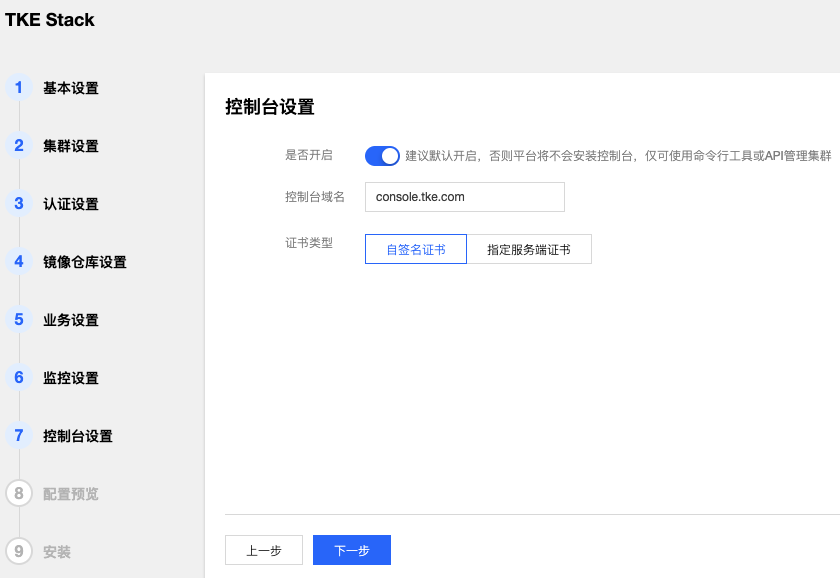 TKE Stack
1 基本设置
2 集群设置
3 认证设置
4 镜像仓库设置
5 业务设置
6 监控设置
7 控制台设置
8 配置预览
9 安装
控制台设置
是否开启 建议默认开启，否则平台将不会安装控制台，仅可使用命令行工具或API管理集群
控制台域名 console.tke.com
证书类型 自签名证书 指定服务端证书
上一步 下一步